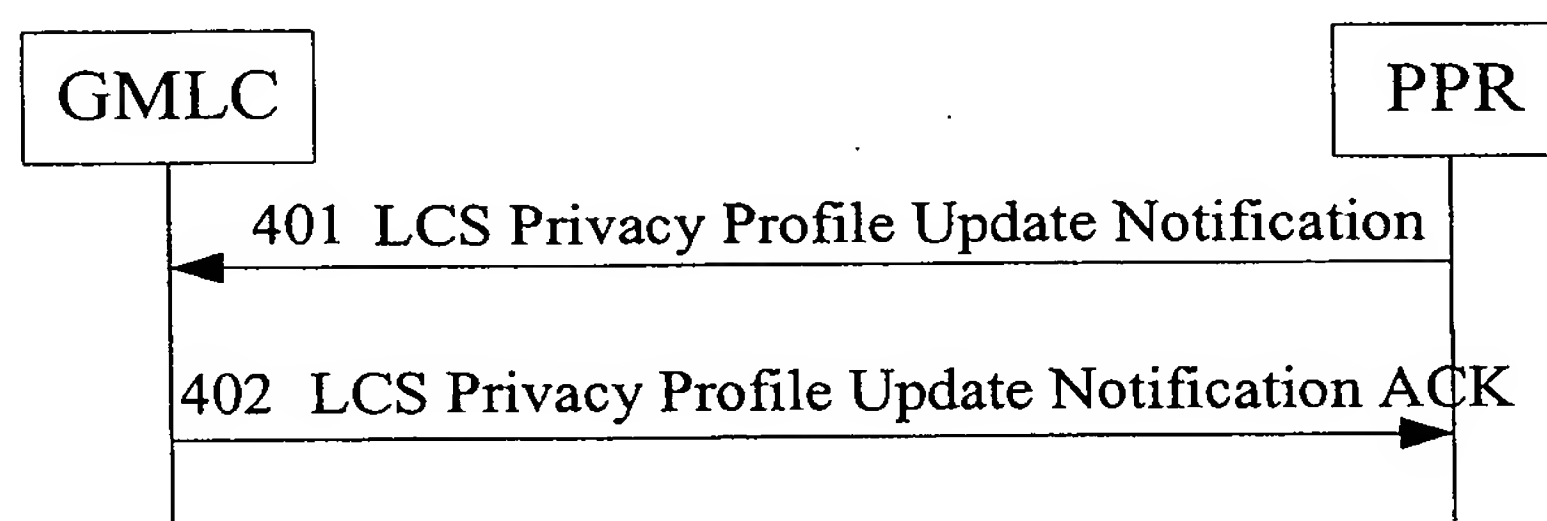 GMLC
PPR
401 LCS Privacy Profile Update Notification
402 LCS Privacy Profile Update Notification ACK